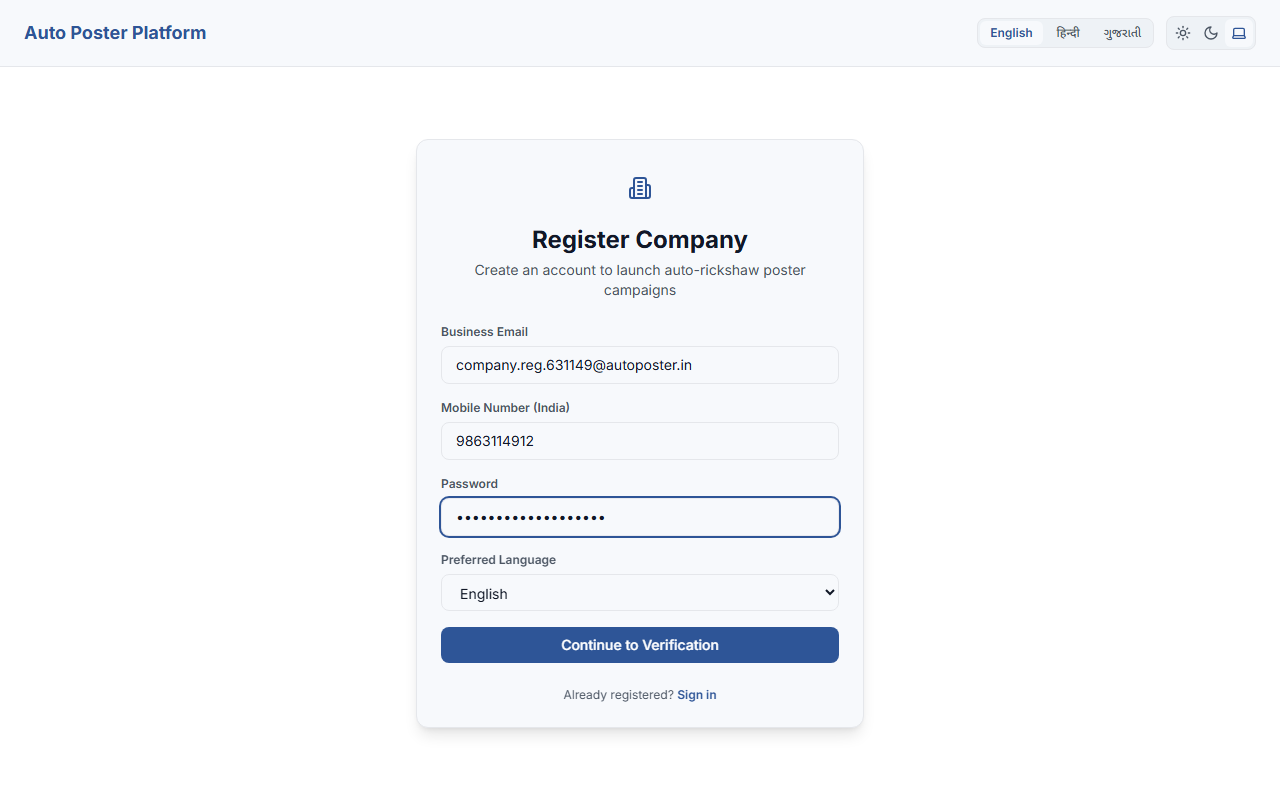 Auto Poster Platform
English
हिन्दी
ગુજરાતી
Register Company
Create an account to launch auto-rickshaw poster
campaigns
Business Email
company.reg.631149@autoposter.in
Mobile Number (India)
9863114912
Password
•••••••••••••••••••
Preferred Language
English
Continue to Verification
Already registered? Sign in